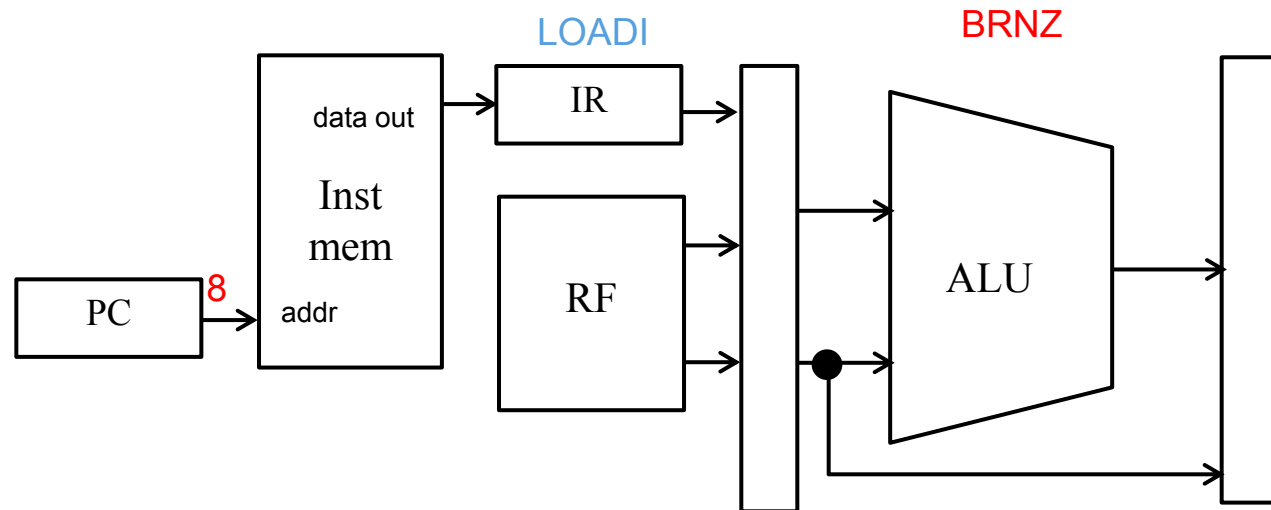 LOADI
BRNZ
IR
data out
Inst
mem
8
PC
addr
RF
ALU